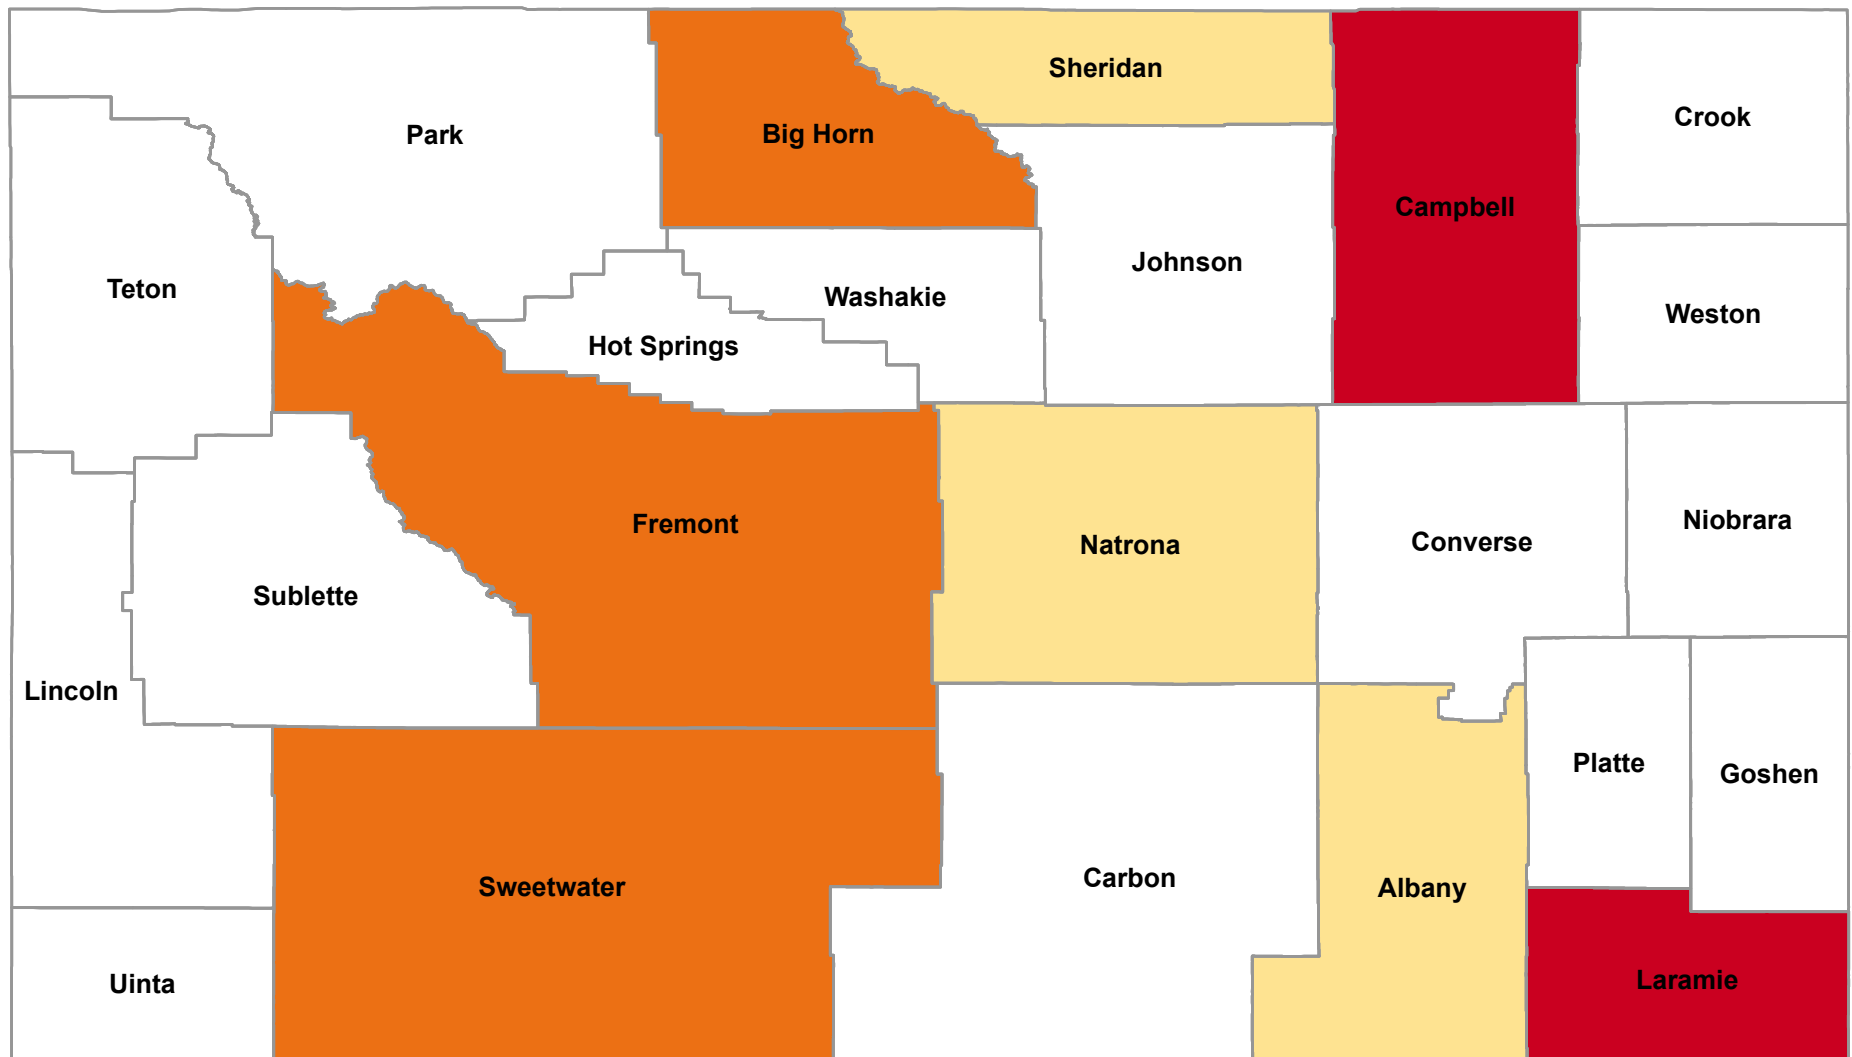 Sheridan
Crook
Park
Big Horn
Campbell
Johnson
Teton
Washakie
Weston
Hot Springs
Niobrara
Fremont
Converse
Natrona
Sublette
Lincoln
Platte
Goshen
Carbon
Sweetwater
Albany
Laramie
Uinta